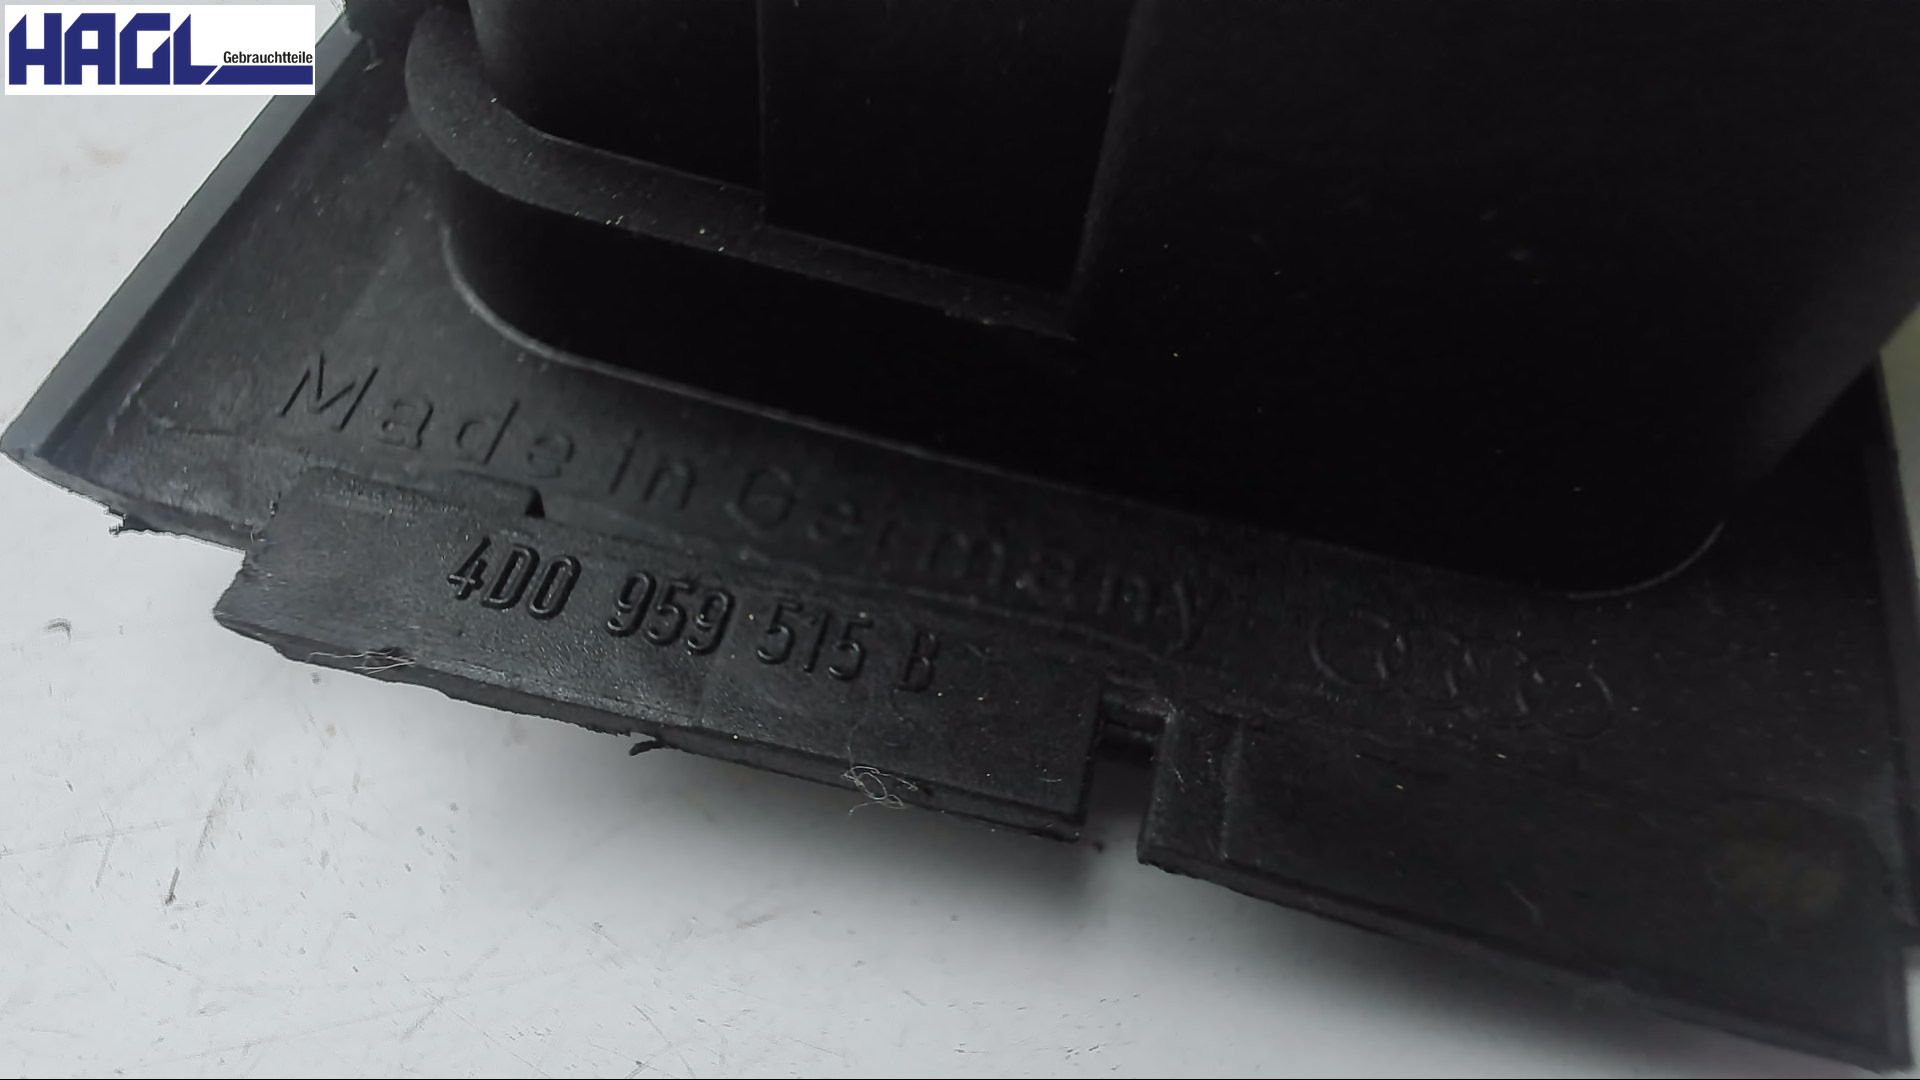 HAGL
Gebrauchtteile
Made in Germany
4D0 959 515 B